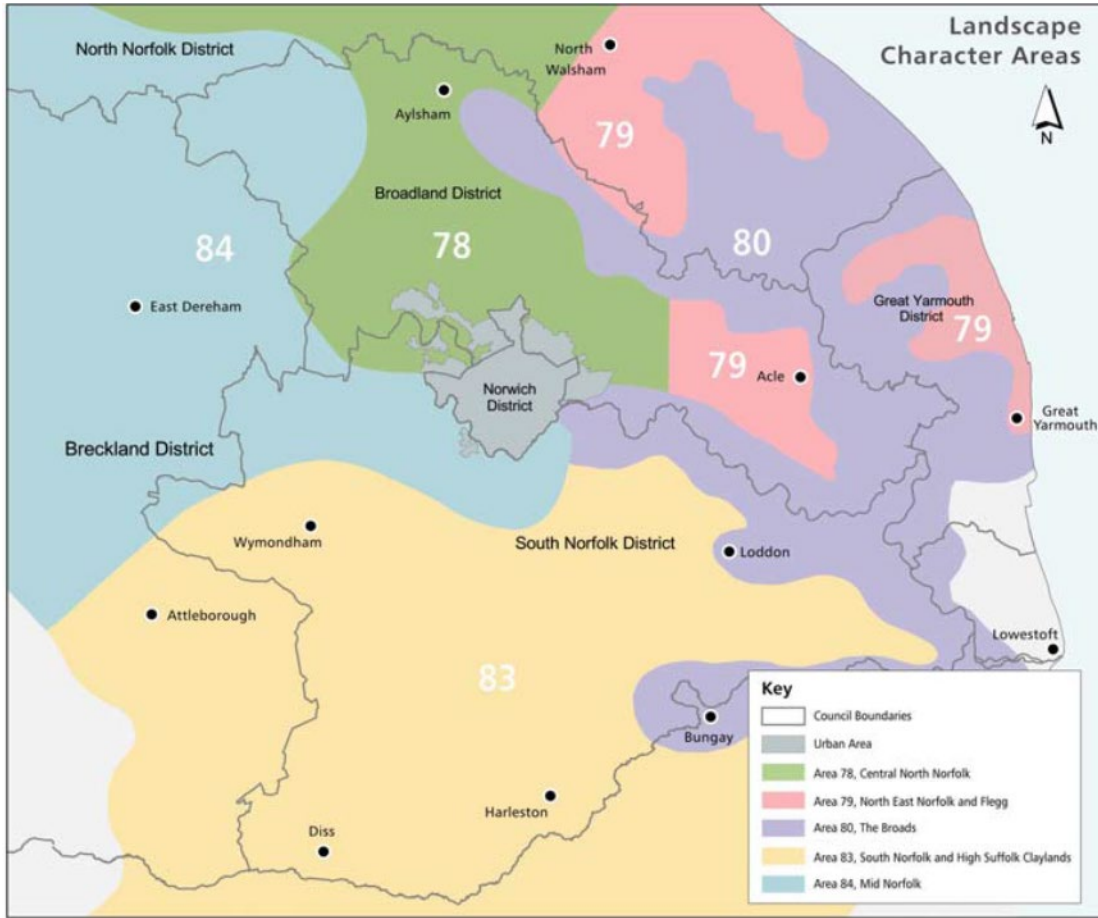 Landscape
Character Areas
N
North Norfolk District
North
Walsham
Aylsham
79
Broadland District
84
78
80
East Dereham
Great Yarmouth
District
79
79
Acle
Norwich
District
Great
Yarmouth
Breckland District
Wymondham
South Norfolk District
Loddon
Attleborough
Lowestoft
83
Bungay
Harleston
Diss
Key
Council Boundaries
Urban Area
Area 78, Central North Norfolk
Area 79, North East Norfolk and Flegg
Area 80, The Broads
Area 83, South Norfolk and High Suffolk Claylands
Area 84, Mid Norfolk